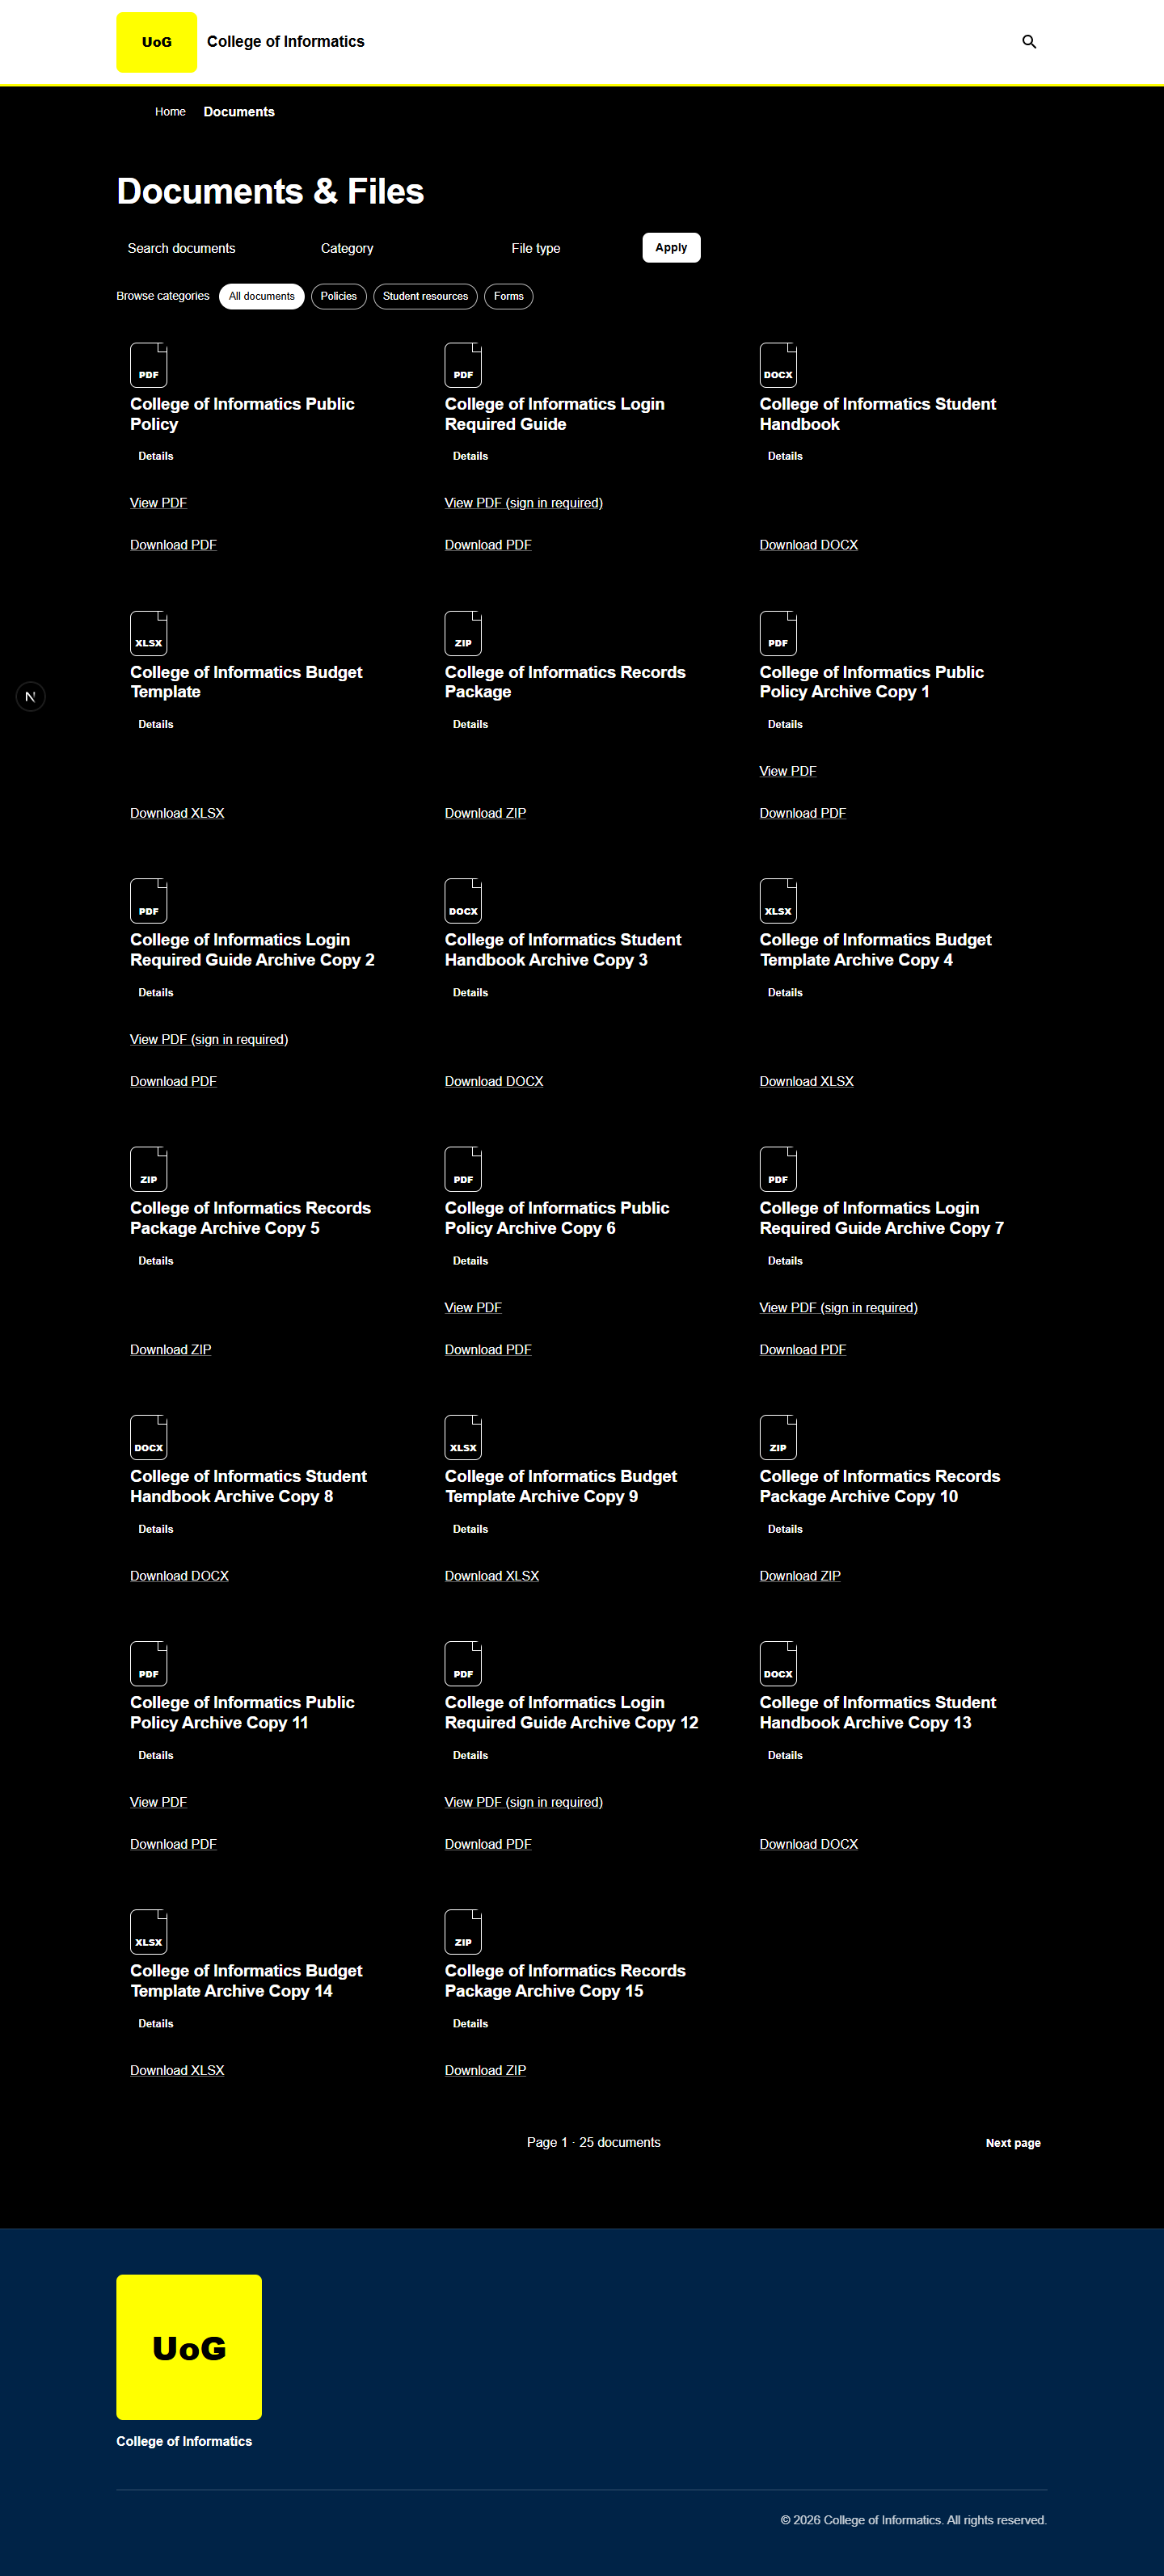 UoG
College of Informatics
Home Documents
Documents & Files
Search documents Category File type Apply
Browse categories All documents Policies Student resources Forms
PDF
College of Informatics Public
Policy
Details
View PDF
Download PDF
PDF
College of Informatics Login
Required Guide
Details
View PDF (sign in required)
Download PDF
DOCX
College of Informatics Student
Handbook
Details
Download DOCX
XLSX
College of Informatics Budget
Template
Details
Download XLSX
ZIP
College of Informatics Records
Package
Details
Download ZIP
PDF
College of Informatics Public
Policy Archive Copy 1
Details
View PDF
Download PDF
N
PDF
College of Informatics Login
Required Guide Archive Copy 2
Details
View PDF (sign in required)
Download PDF
DOCX
College of Informatics Student
Handbook Archive Copy 3
Details
Download DOCX
XLSX
College of Informatics Budget
Template Archive Copy 4
Details
Download XLSX
ZIP
College of Informatics Records
Package Archive Copy 5
Details
Download ZIP
PDF
College of Informatics Public
Policy Archive Copy 6
Details
View PDF
Download PDF
PDF
College of Informatics Login
Required Guide Archive Copy 7
Details
View PDF (sign in required)
Download PDF
DOCX
College of Informatics Student
Handbook Archive Copy 8
Details
Download DOCX
XLSX
College of Informatics Budget
Template Archive Copy 9
Details
Download XLSX
ZIP
College of Informatics Records
Package Archive Copy 10
Details
Download ZIP
PDF
College of Informatics Public
Policy Archive Copy 11
Details
View PDF
Download PDF
PDF
College of Informatics Login
Required Guide Archive Copy 12
Details
View PDF (sign in required)
Download PDF
DOCX
College of Informatics Student
Handbook Archive Copy 13
Details
Download DOCX
XLSX
College of Informatics Budget
Template Archive Copy 14
Details
Download XLSX
ZIP
College of Informatics Records
Package Archive Copy 15
Details
Download ZIP
Page 1 · 25 documents Next page
UoG
College of Informatics
© 2026 College of Informatics. All rights reserved.